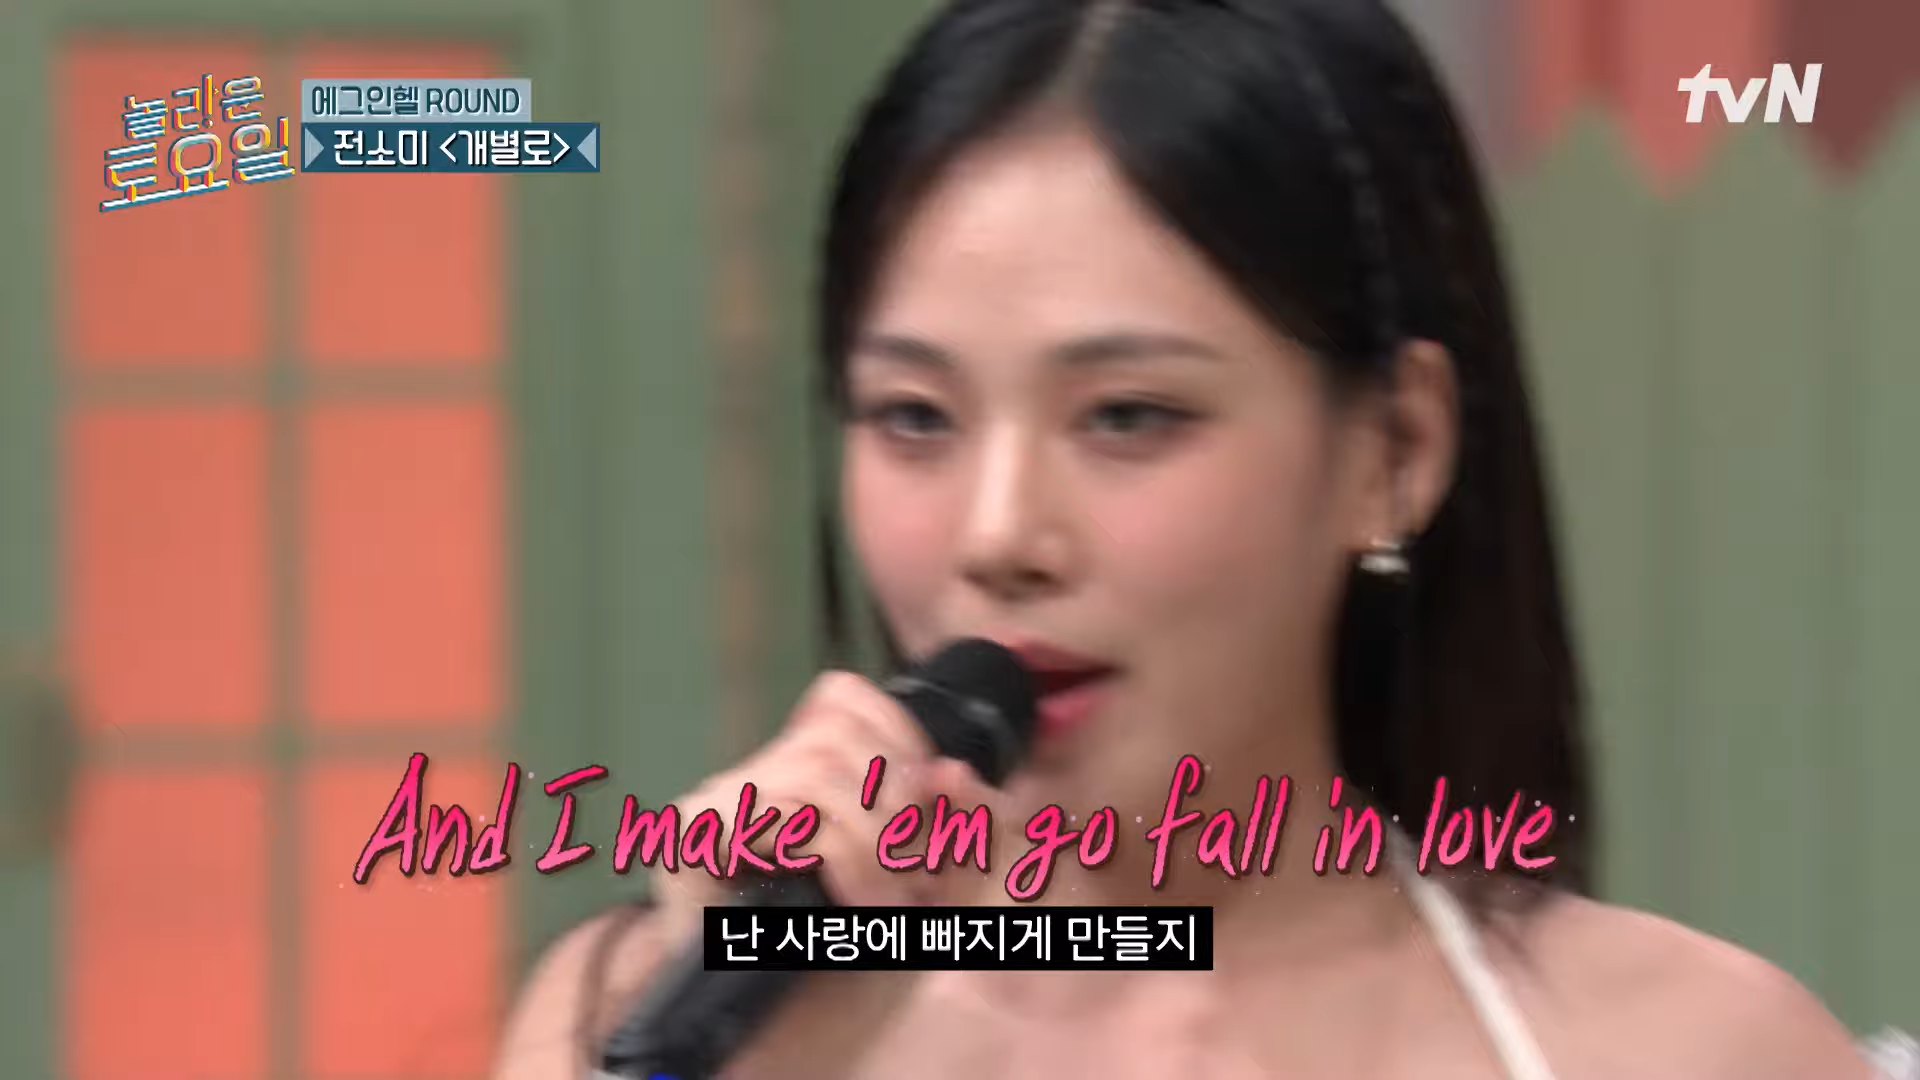 놀라운
토요일
에그인헬 ROUND
전소미 <개별로>
tvN
And I make 'em go fall in love
난 사랑에 빠지게 만들지